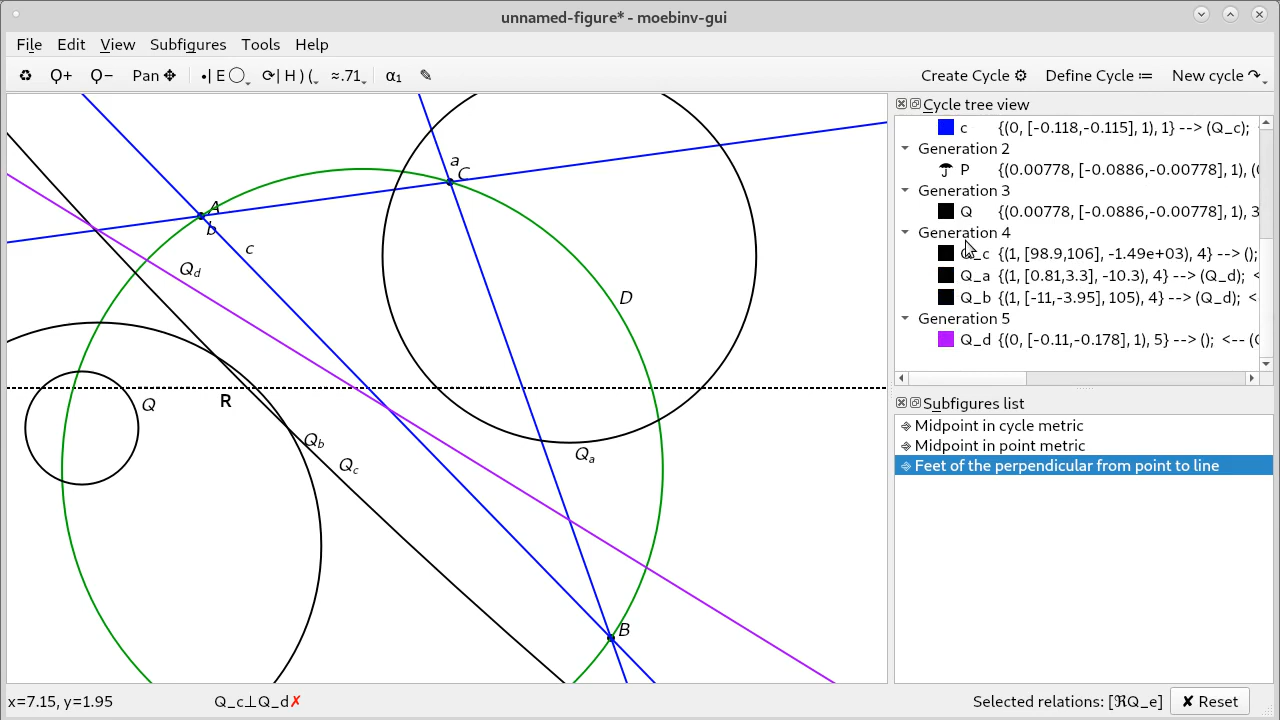 unnamed-figure* - moebinv-gui
File Edit View Subfigures Tools Help
Pan E H ) ( ≈.71 α₁ Create Cycle Define Cycle New cycle
Cycle tree view
c {(0, [-0.118,-0.115], 1), 1} --> (Q_c);
Generation 2
P {(0.00778, [-0.0886,-0.00778], 1), (
Generation 3
Q {(0.00778, [-0.0886,-0.00778], 1), 3
Generation 4
Q_c {(1, [98.9,106], -1.49e+03), 4} --> ();
Q_a {(1, [0.81,3.3], -10.3), 4} --> (Q_d); <
Q_b {(1, [-11,-3.95], 105), 4} --> (Q_d); <-
Generation 5
Q_d {(0, [-0.11,-0.178], 1), 5} --> (); <-- (
Subfigures list
Midpoint in cycle metric
Midpoint in point metric
Feet of the perpendicular from point to line
a
C
A
b
c
Q_d
D
Q
R
Q_b
Q_c
Q_a
B
x=7.15, y=1.95 Q_c⊥Q_d✗ Selected relations: [ℜQ_e] ✘ Reset